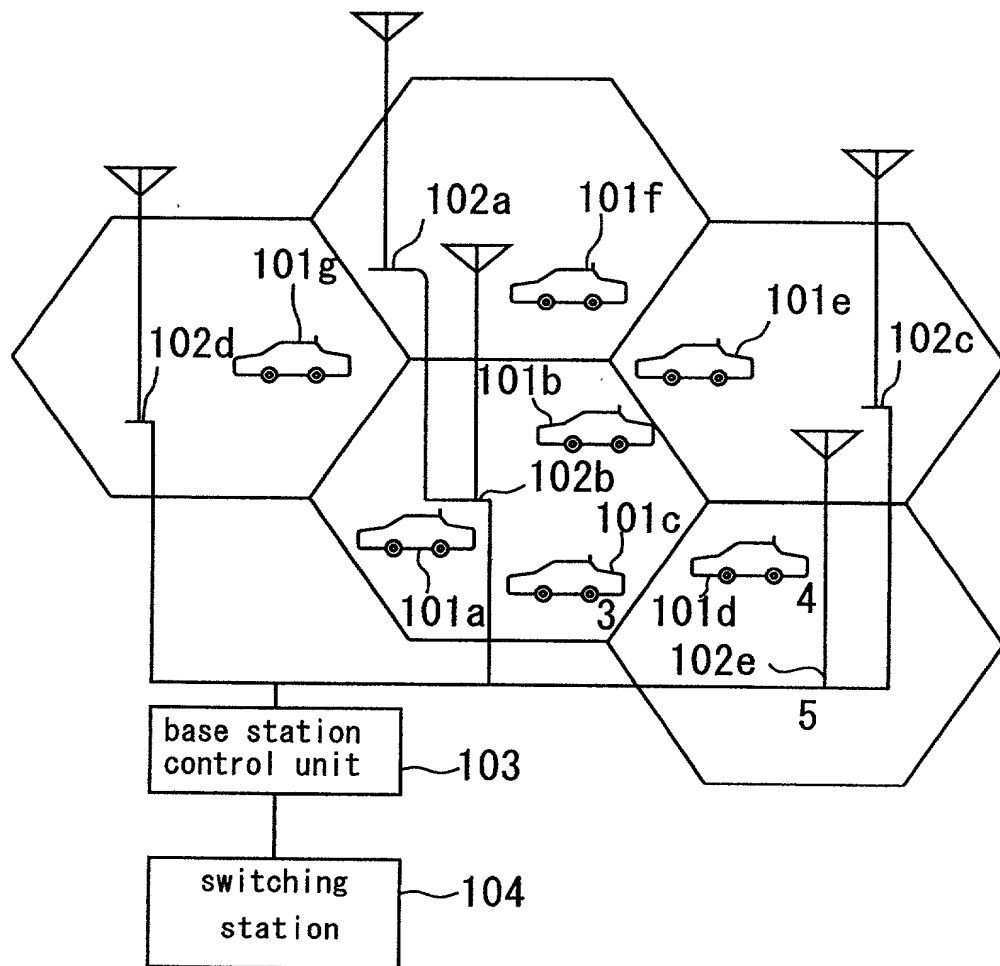 102a
101f
101g
101e
102d
102c
101b
102b
101c
101a
3
101d
4
102e
5
base station
control unit
103
switching
station
104